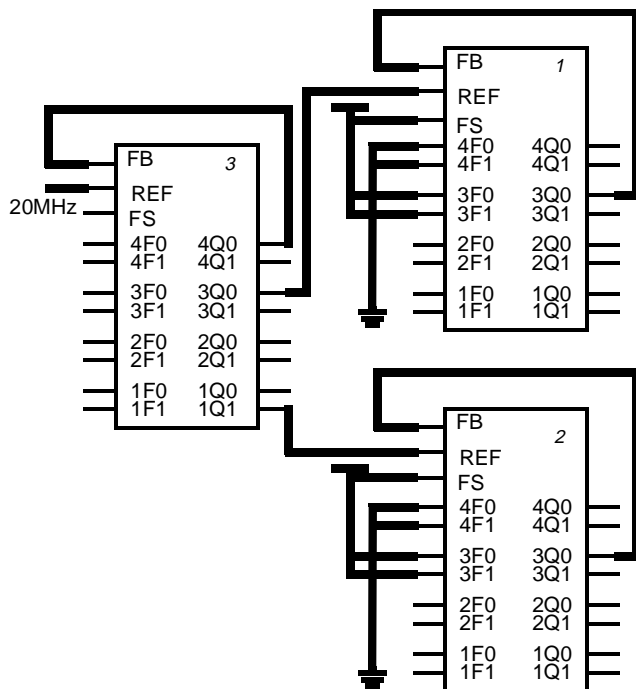 FB 1
REF
FS
4F0 4Q0
4F1 4Q1
3F0 3Q0
3F1 3Q1
2F0 2Q0
2F1 2Q1
1F0 1Q0
1F1 1Q1
FB 3
REF
20MHz
FS
4F0 4Q0
4F1 4Q1
3F0 3Q0
3F1 3Q1
2F0 2Q0
2F1 2Q1
1F0 1Q0
1F1 1Q1
FB 2
REF
FS
4F0 4Q0
4F1 4Q1
3F0 3Q0
3F1 3Q1
2F0 2Q0
2F1 2Q1
1F0 1Q0
1F1 1Q1